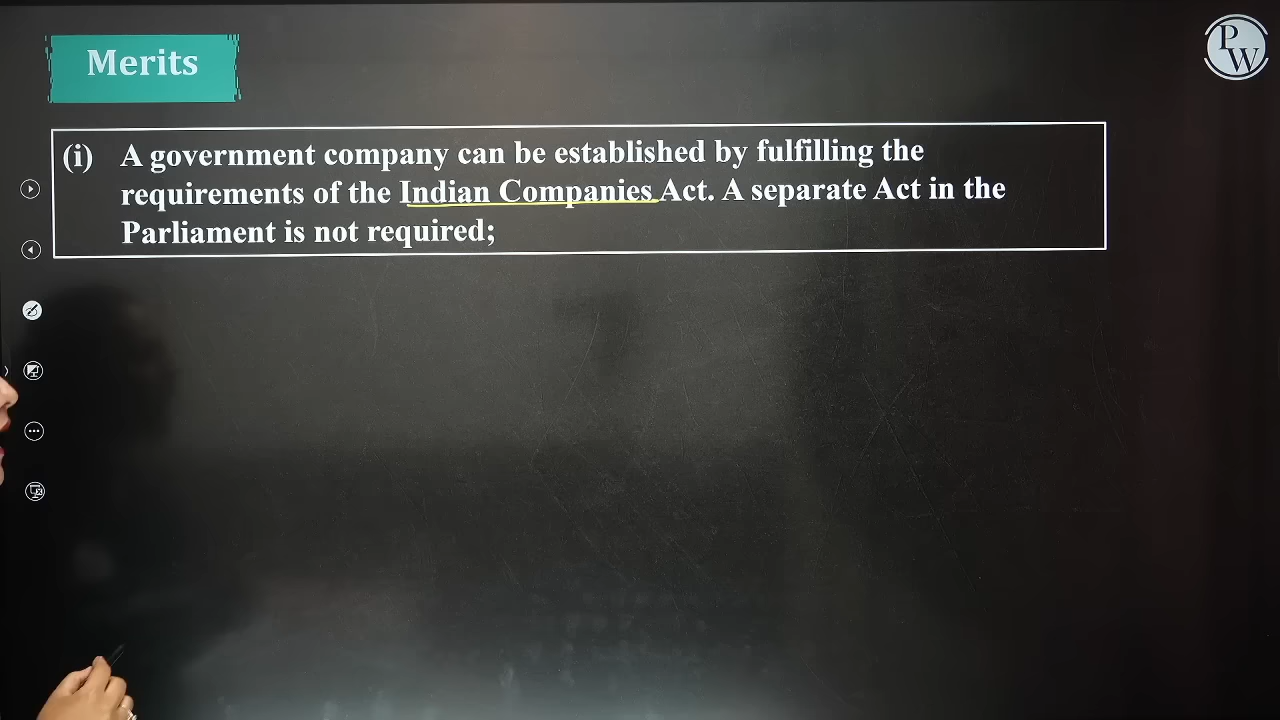 Merits
PW
(i) A government company can be established by fulfilling the
requirements of the Indian Companies Act. A separate Act in the
Parliament is not required;